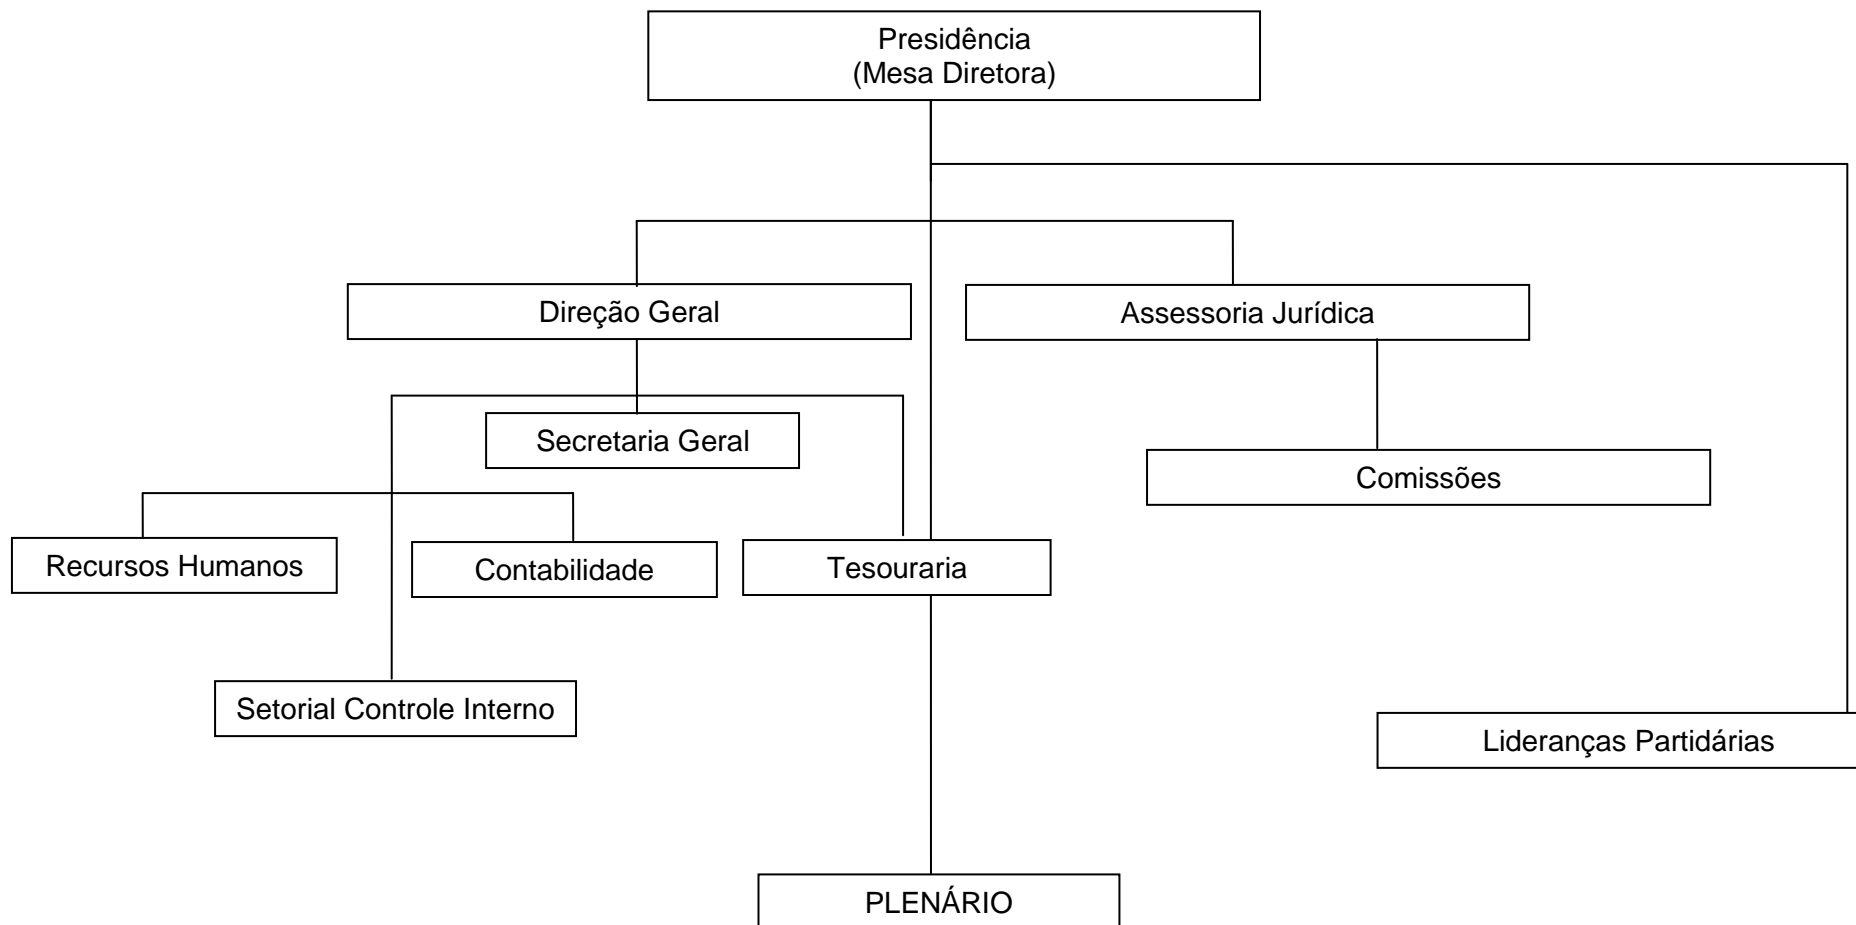 Presidência
(Mesa Diretora)
Direção Geral
Assessoria Jurídica
Secretaria Geral
Comissões
Recursos Humanos
Contabilidade
Tesouraria
Setorial Controle Interno
Lideranças Partidárias
PLENÁRIO